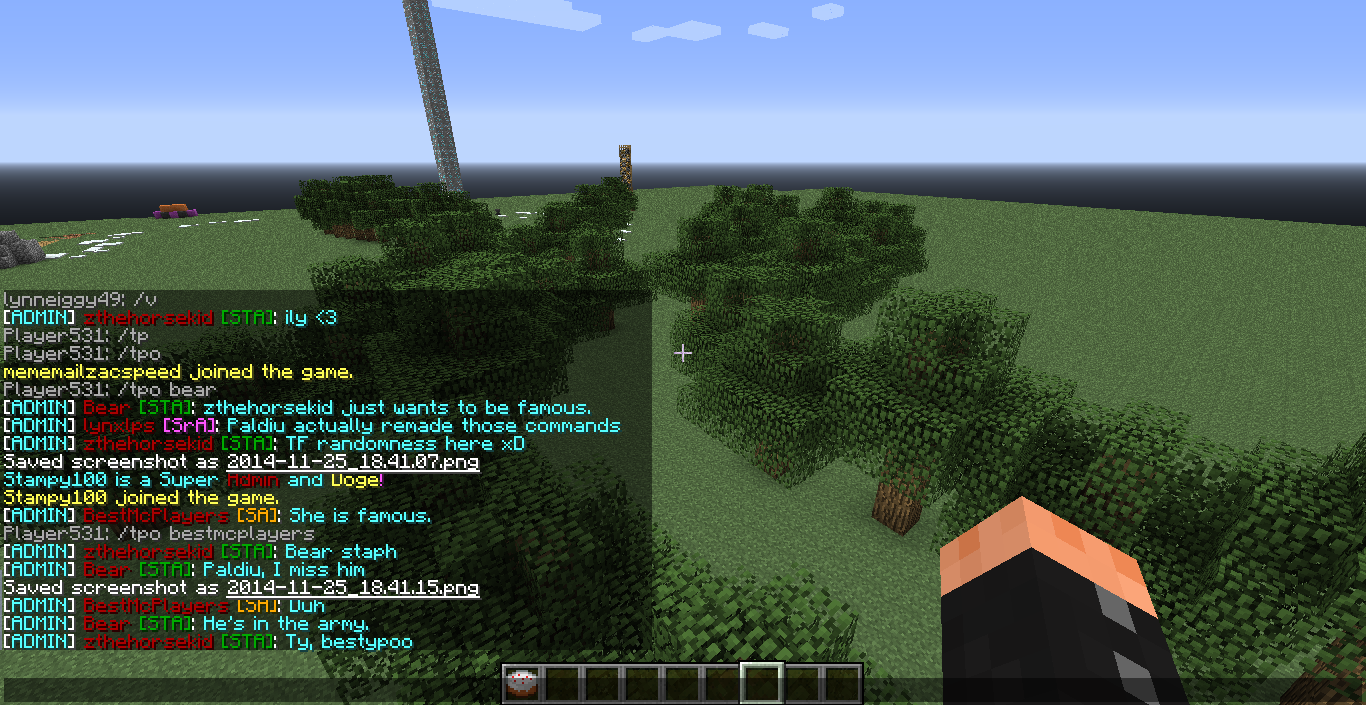 lynneiggy49: /v
[ADMIN] zthehorsekid [STA]: ily <3
Player531: /tp
Player531: /tpo
mememailzacspeed joined the game.
Player531: /tpo bear
[ADMIN] Bear [STA]: zthehorsekid just wants to be famous.
[ADMIN] lynxlps [SrA]: Paldiu actually remade those commands
[ADMIN] zthehorsekid [STA]: TF randomness here xD
Saved screenshot as 2014-11-25_18.41.07.png
Stampy100 is a Super Admin and Doge!
Stampy100 joined the game.
[ADMIN] BestMcPlayers [SA]: She is famous.
Player531: /tpo bestmcplayers
[ADMIN] zthehorsekid [STA]: Bear staph
[ADMIN] Bear [STA]: Paldiu, I miss him
Saved screenshot as 2014-11-25_18.41.15.png
[ADMIN] BestMcPlayers [SA]: Duh
[ADMIN] Bear [STA]: He's in the army.
[ADMIN] zthehorsekid [STA]: Ty, bestypoo